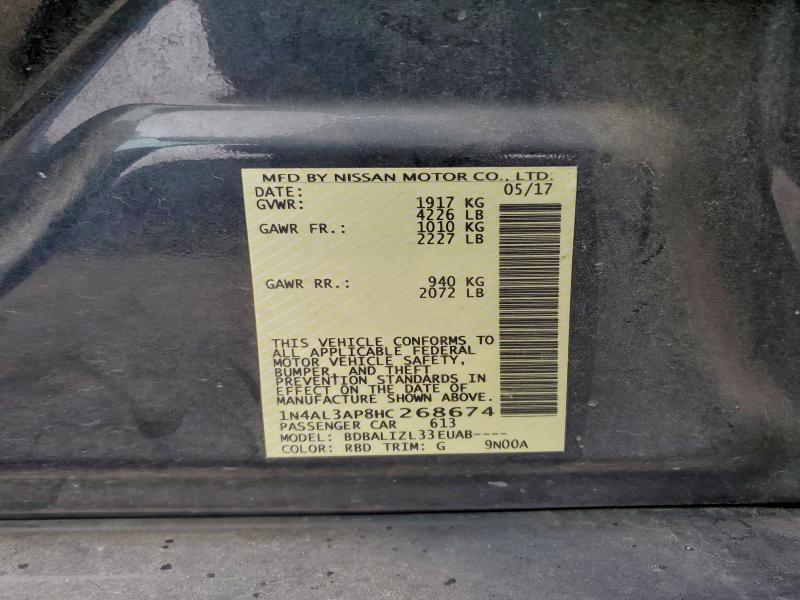 MFD BY NISSAN MOTOR CO., LTD.
DATE: 05/17
GVWR: 1917 KG
4226 LB
GAWR FR.: 1010 KG
2227 LB
GAWR RR.: 940 KG
2072 LB
THIS VEHICLE CONFORMS TO
ALL APPLICABLE FEDERAL
MOTOR VEHICLE SAFETY,
BUMPER, AND THEFT
PREVENTION STANDARDS IN
EFFECT ON THE DATE OF
MANUFACTURE SHOWN ABOVE.
1N4AL3AP8HC268674
PASSENGER CAR 613
MODEL: BDBALIZL33EUAB----
COLOR: RBD TRIM: G 9N00A